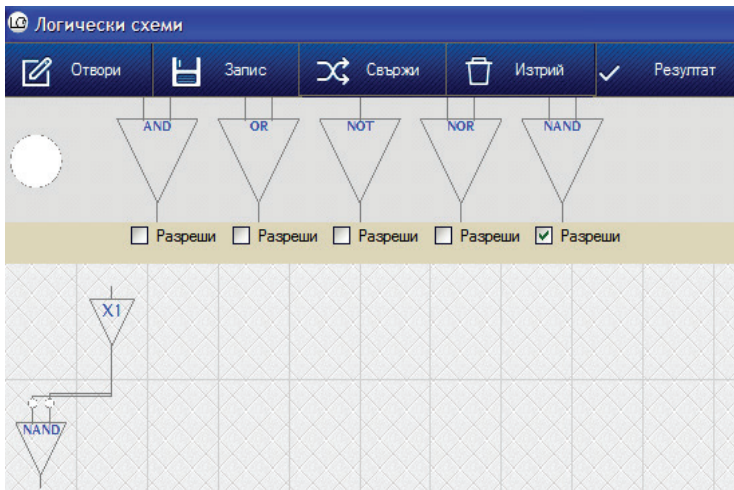 LC Логически схеми
Отвори Запис Свържи Изтрий Резултат
AND OR NOT NOR NAND
Разреши Разреши Разреши Разреши Разреши
X1
NAND